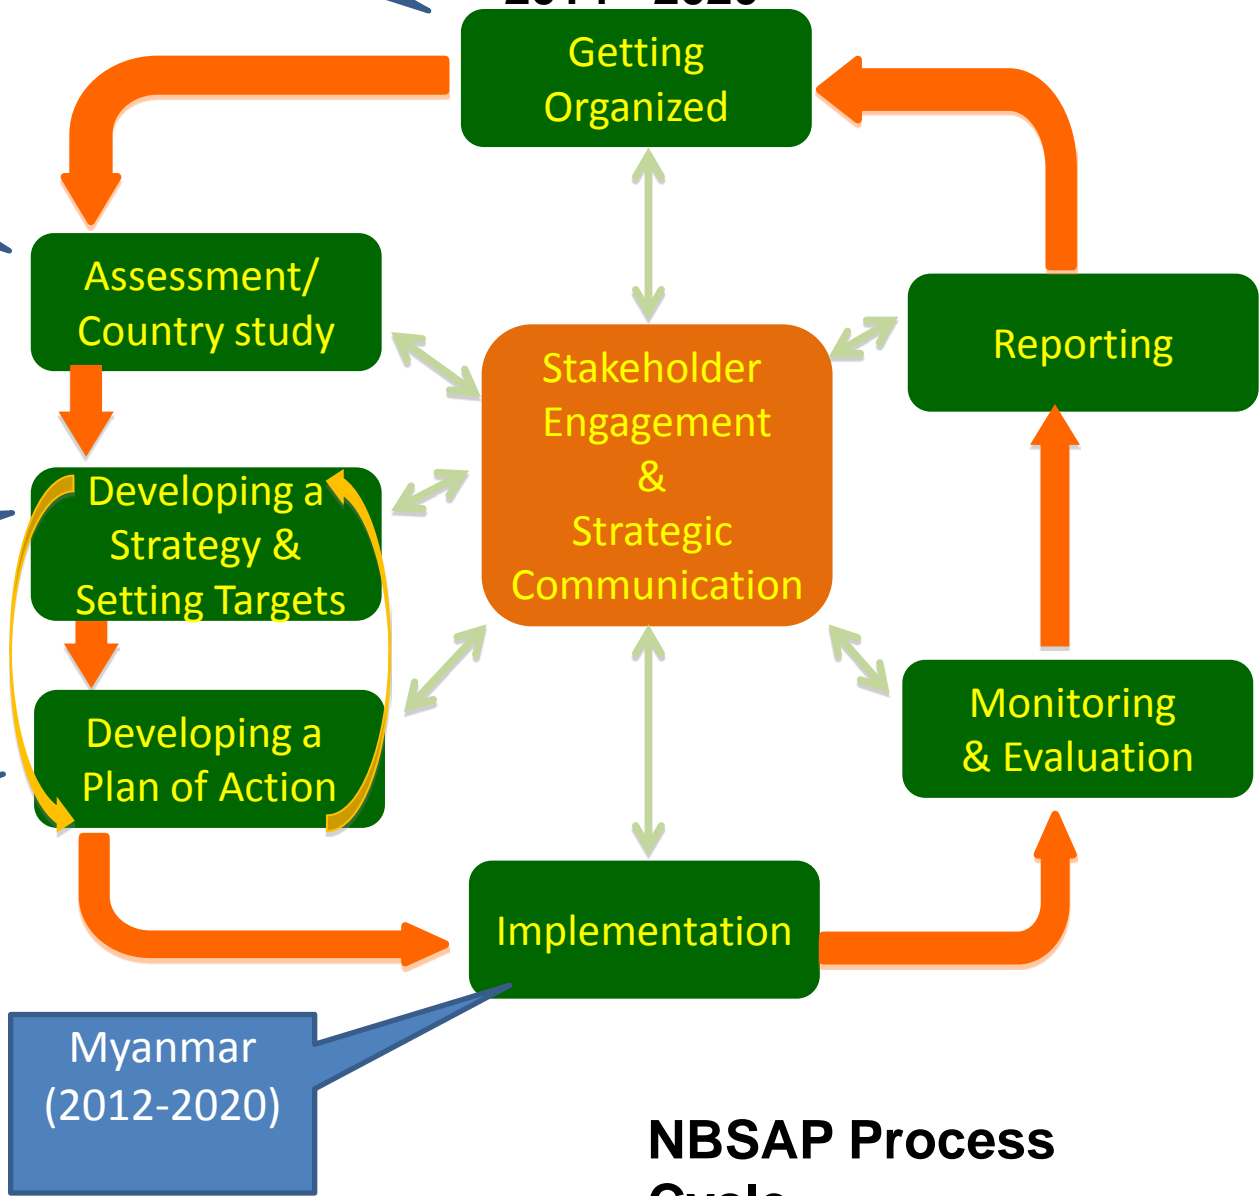 Getting
Organized
Assessment/
Country study
Reporting
Stakeholder
Engagement
&
Strategic
Communication
Developing a
Strategy &
Setting Targets
Developing a
Plan of Action
Monitoring
& Evaluation
Implementation
Myanmar
(2012-2020)
NBSAP Process
Cycle